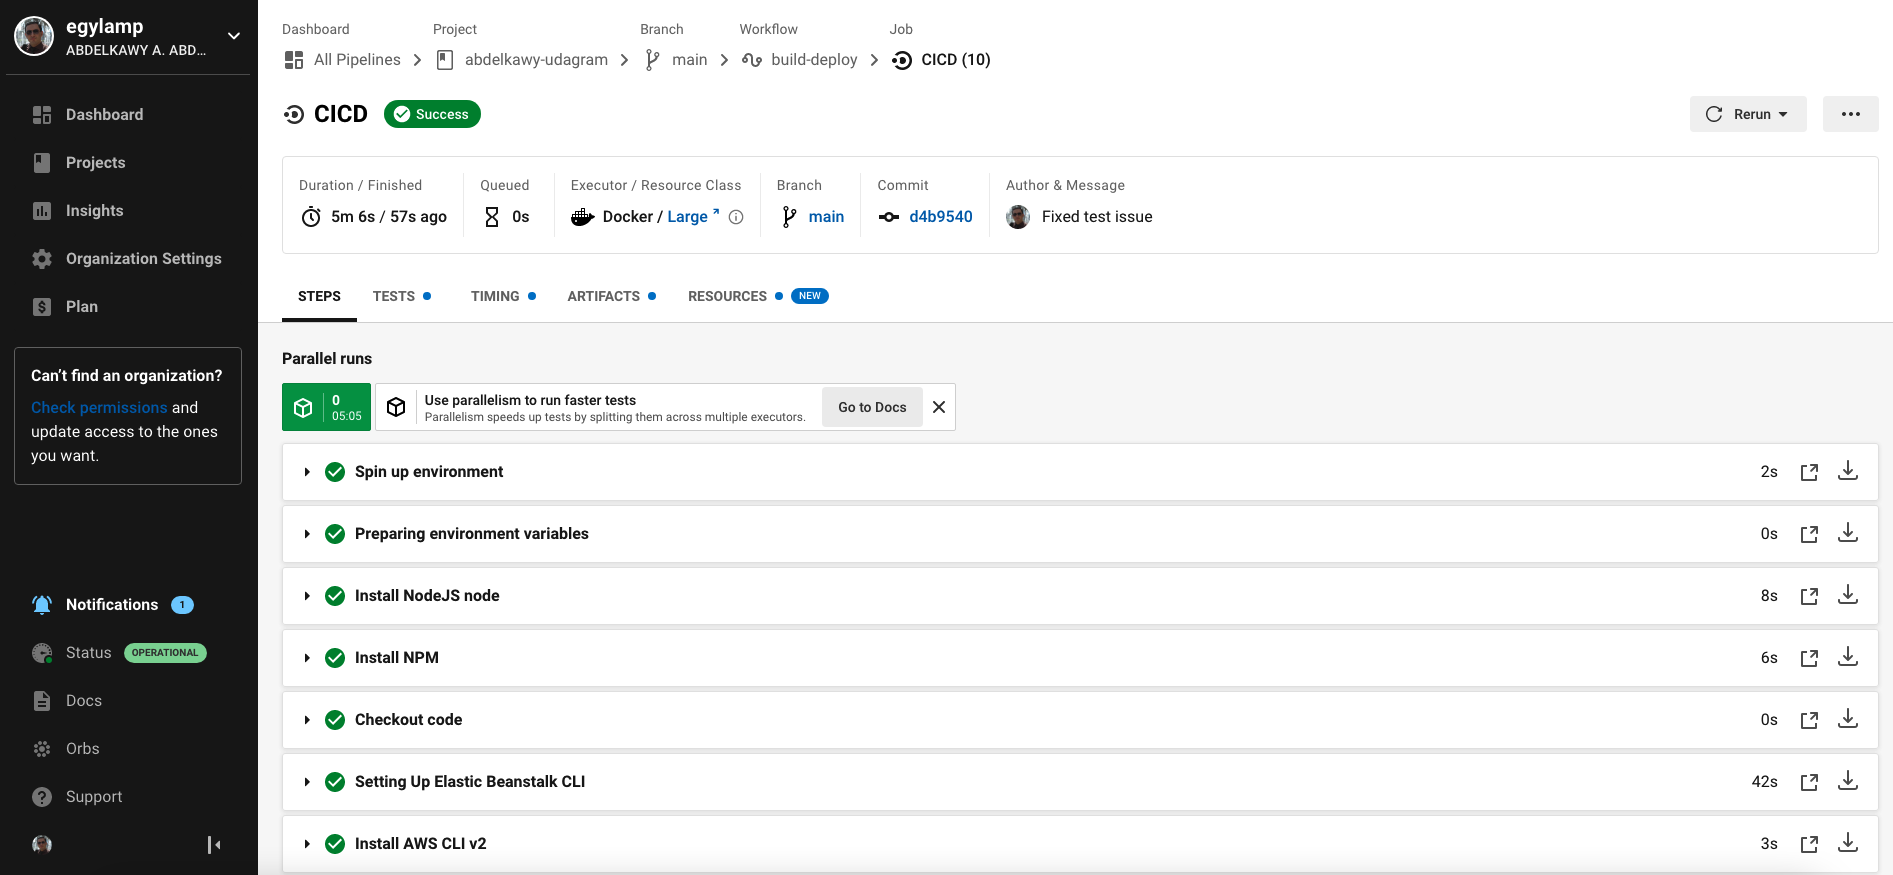 egylamp
ABDELKAWY A. ABD...
Dashboard
Projects
Insights
Organization Settings
Plan
Can't find an organization?
Check permissions and
update access to the ones
you want.
Notifications 1
Status OPERATIONAL
Docs
Orbs
Support
Dashboard Project Branch Workflow Job
All Pipelines abdelkawy-udagram main build-deploy CICD (10)
CICD Success Rerun
Duration / Finished Queued Executor / Resource Class Branch Commit Author & Message
5m 6s / 57s ago 0s Docker / Large main d4b9540 Fixed test issue
STEPS TESTS TIMING ARTIFACTS RESOURCES NEW
Parallel runs
0
05:05
Use parallelism to run faster tests
Parallelism speeds up tests by splitting them across multiple executors.
Go to Docs
Spin up environment 2s
Preparing environment variables 0s
Install NodeJS node 8s
Install NPM 6s
Checkout code 0s
Setting Up Elastic Beanstalk CLI 42s
Install AWS CLI v2 3s